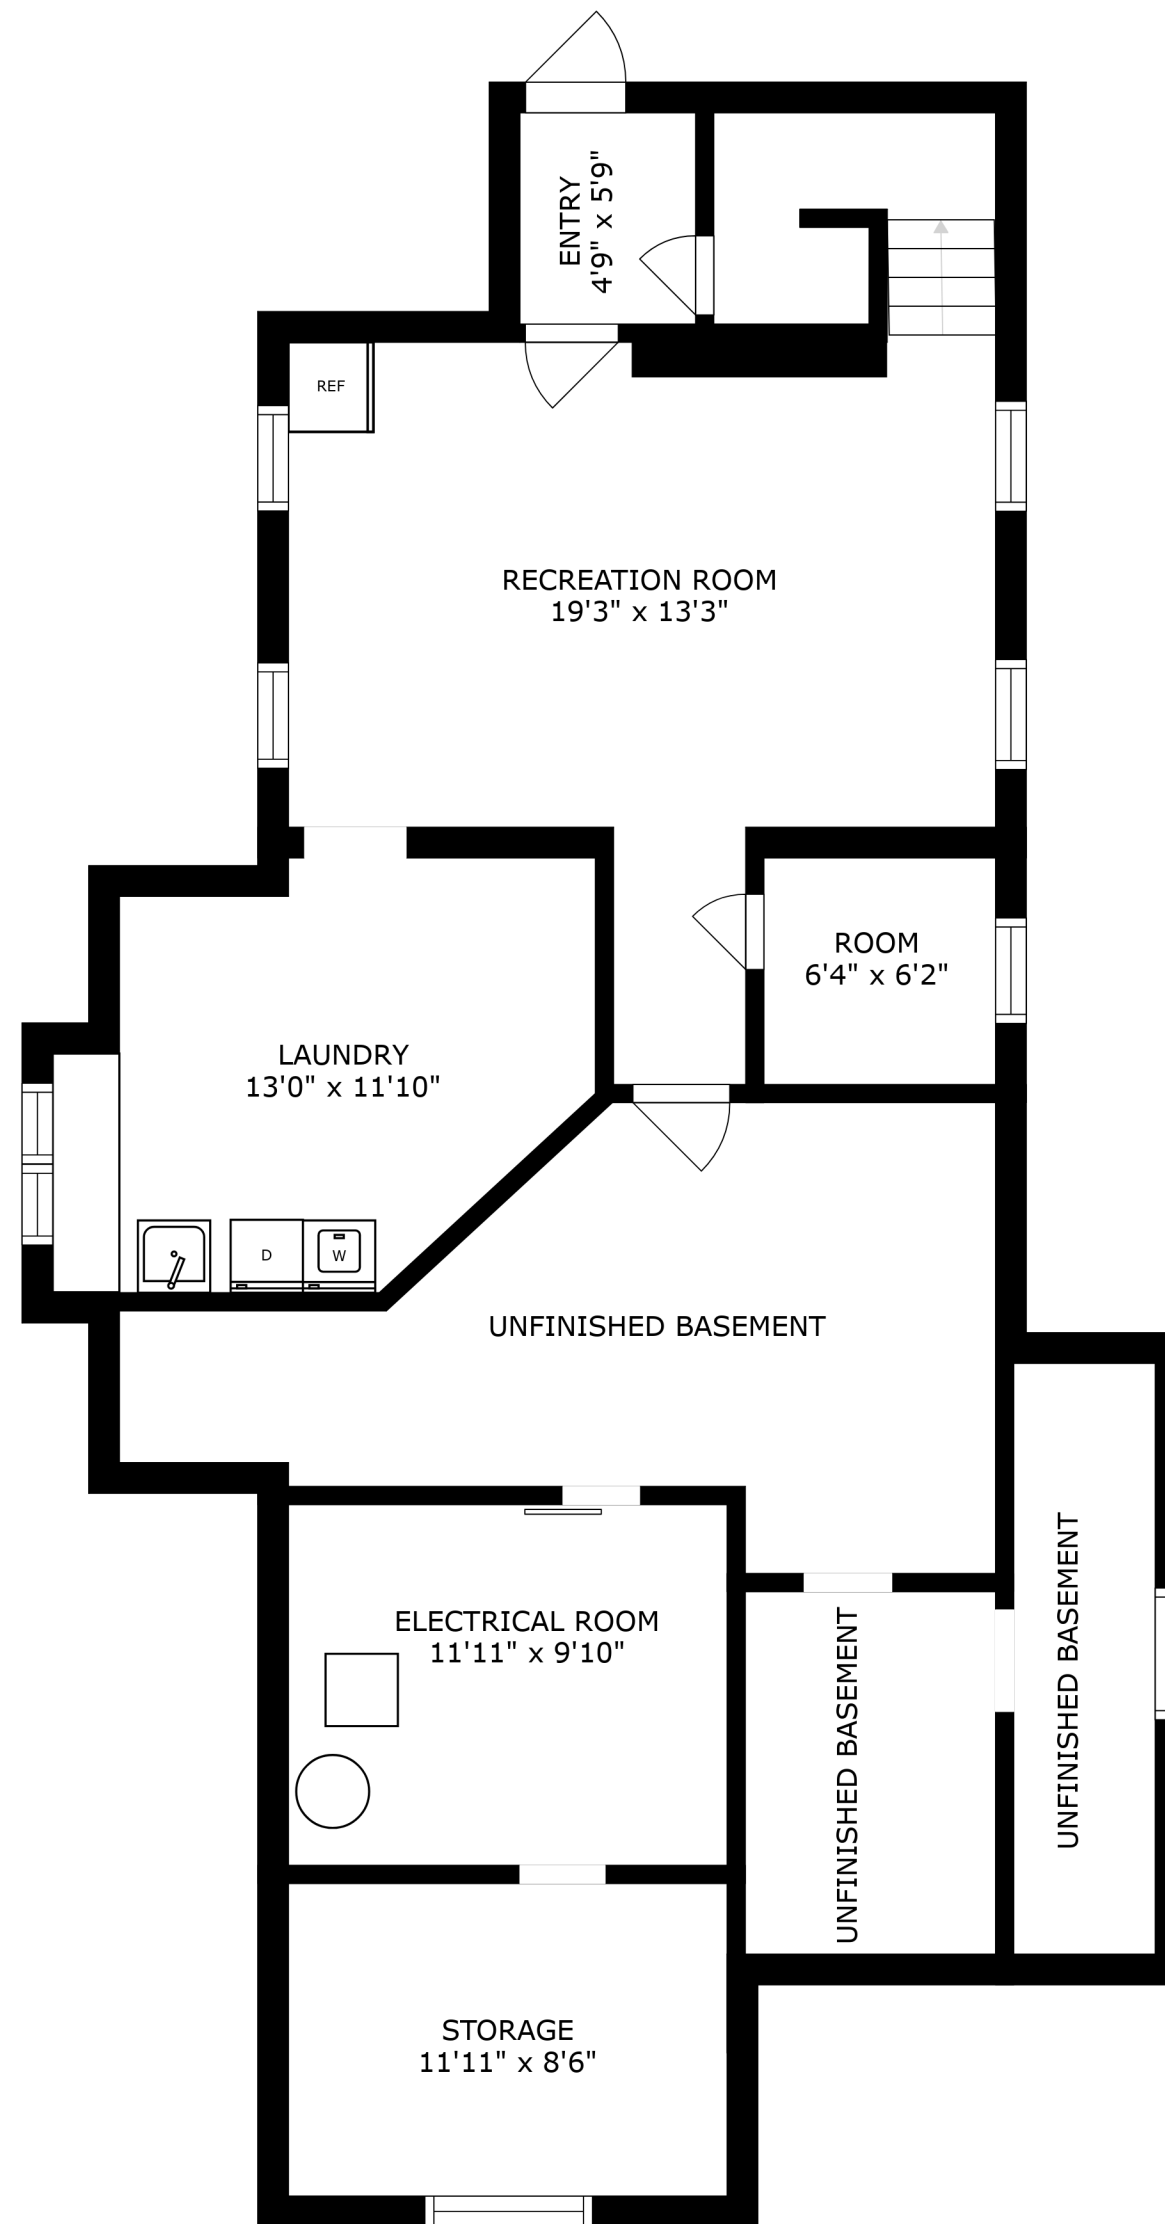 ENTRY
4'9" x 5'9"
REF
RECREATION ROOM
19'3" x 13'3"
ROOM
6'4" x 6'2"
LAUNDRY
13'0" x 11'10"
D
W
UNFINISHED BASEMENT
ELECTRICAL ROOM
11'11" x 9'10"
UNFINISHED BASEMENT
UNFINISHED BASEMENT
STORAGE
11'11" x 8'6"